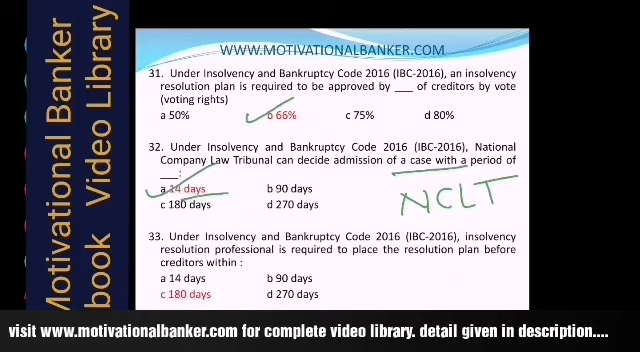 Motivational Banker
book Video Library
WWW.MOTIVATIONALBANKER.COM
31. Under Insolvency and Bankruptcy Code 2016 (IBC-2016), an insolvency
resolution plan is required to be approved by ___ of creditors by vote
(voting rights)
a 50% b 66% c 75% d 80%
32. Under Insolvency and Bankruptcy Code 2016 (IBC-2016), National
Company Law Tribunal can decide admission of a case with a period of
___:
a 14 days b 90 days
c 180 days d 270 days
NCLT
33. Under Insolvency and Bankruptcy Code 2016 (IBC-2016), insolvency
resolution professional is required to place the resolution plan before
creditors within :
a 14 days b 90 days
c 180 days d 270 days
visit www.motivationalbanker.com for complete video library. detail given in description....